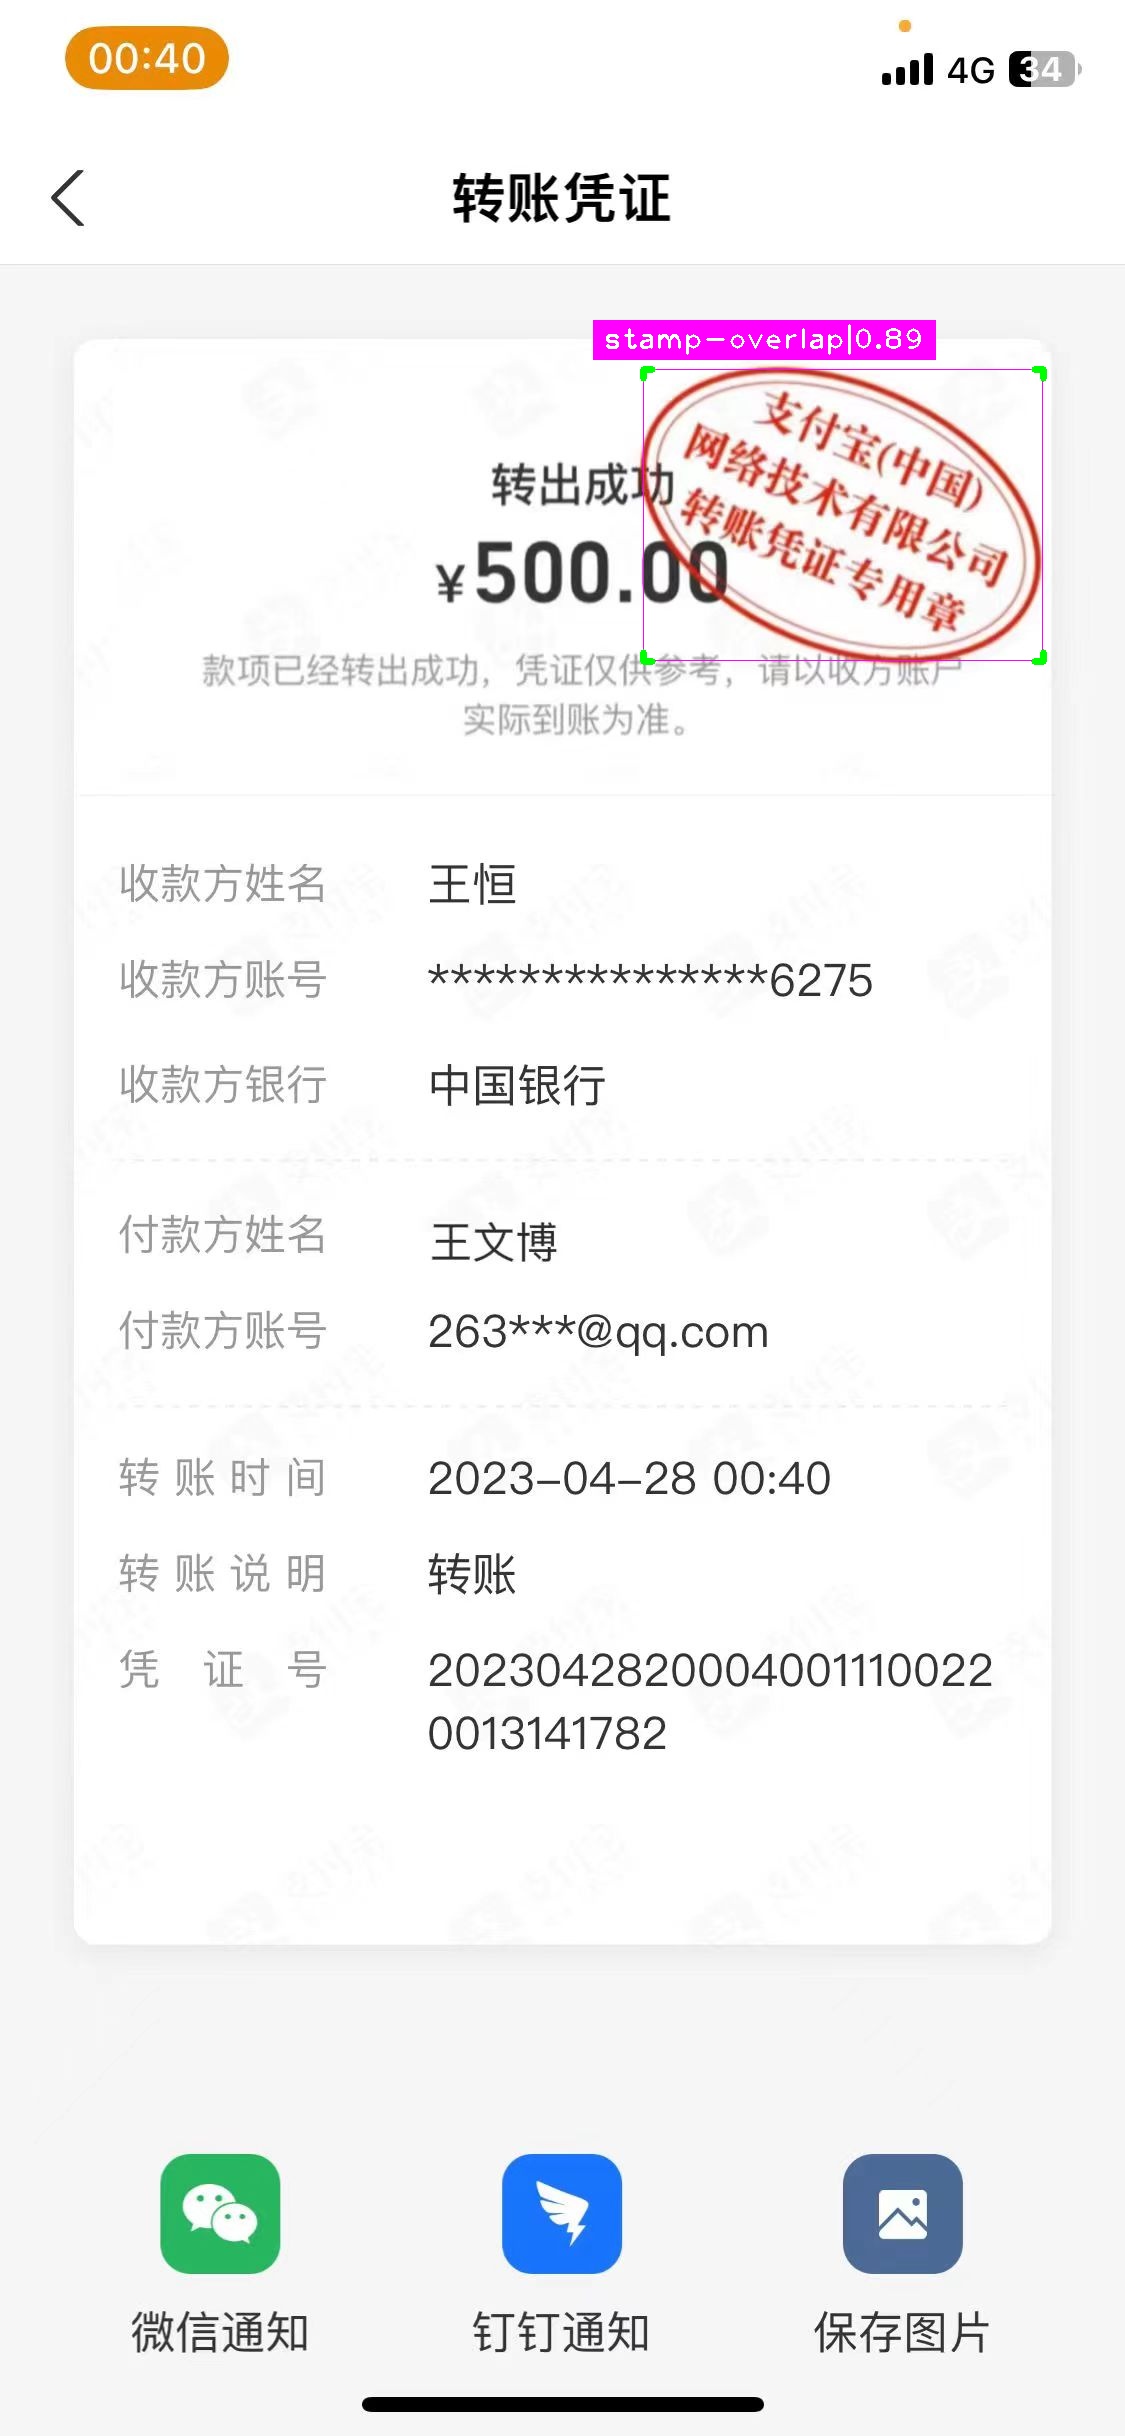 00:40
4G 34
转账凭证
stamp-overlap|0.89
支付宝(中国)
网络技术有限公司
转账凭证专用章
转出成功
¥500.00
款项已经转出成功，凭证仅供参考，请以收方账户
实际到账为准。
收款方姓名 王恒
收款方账号 ***************6275
收款方银行 中国银行
付款方姓名 王文博
付款方账号 263***@qq.com
转账时间 2023-04-28 00:40
转账说明 转账
凭证号 2023042820004001110022
0013141782
微信通知 钉钉通知 保存图片